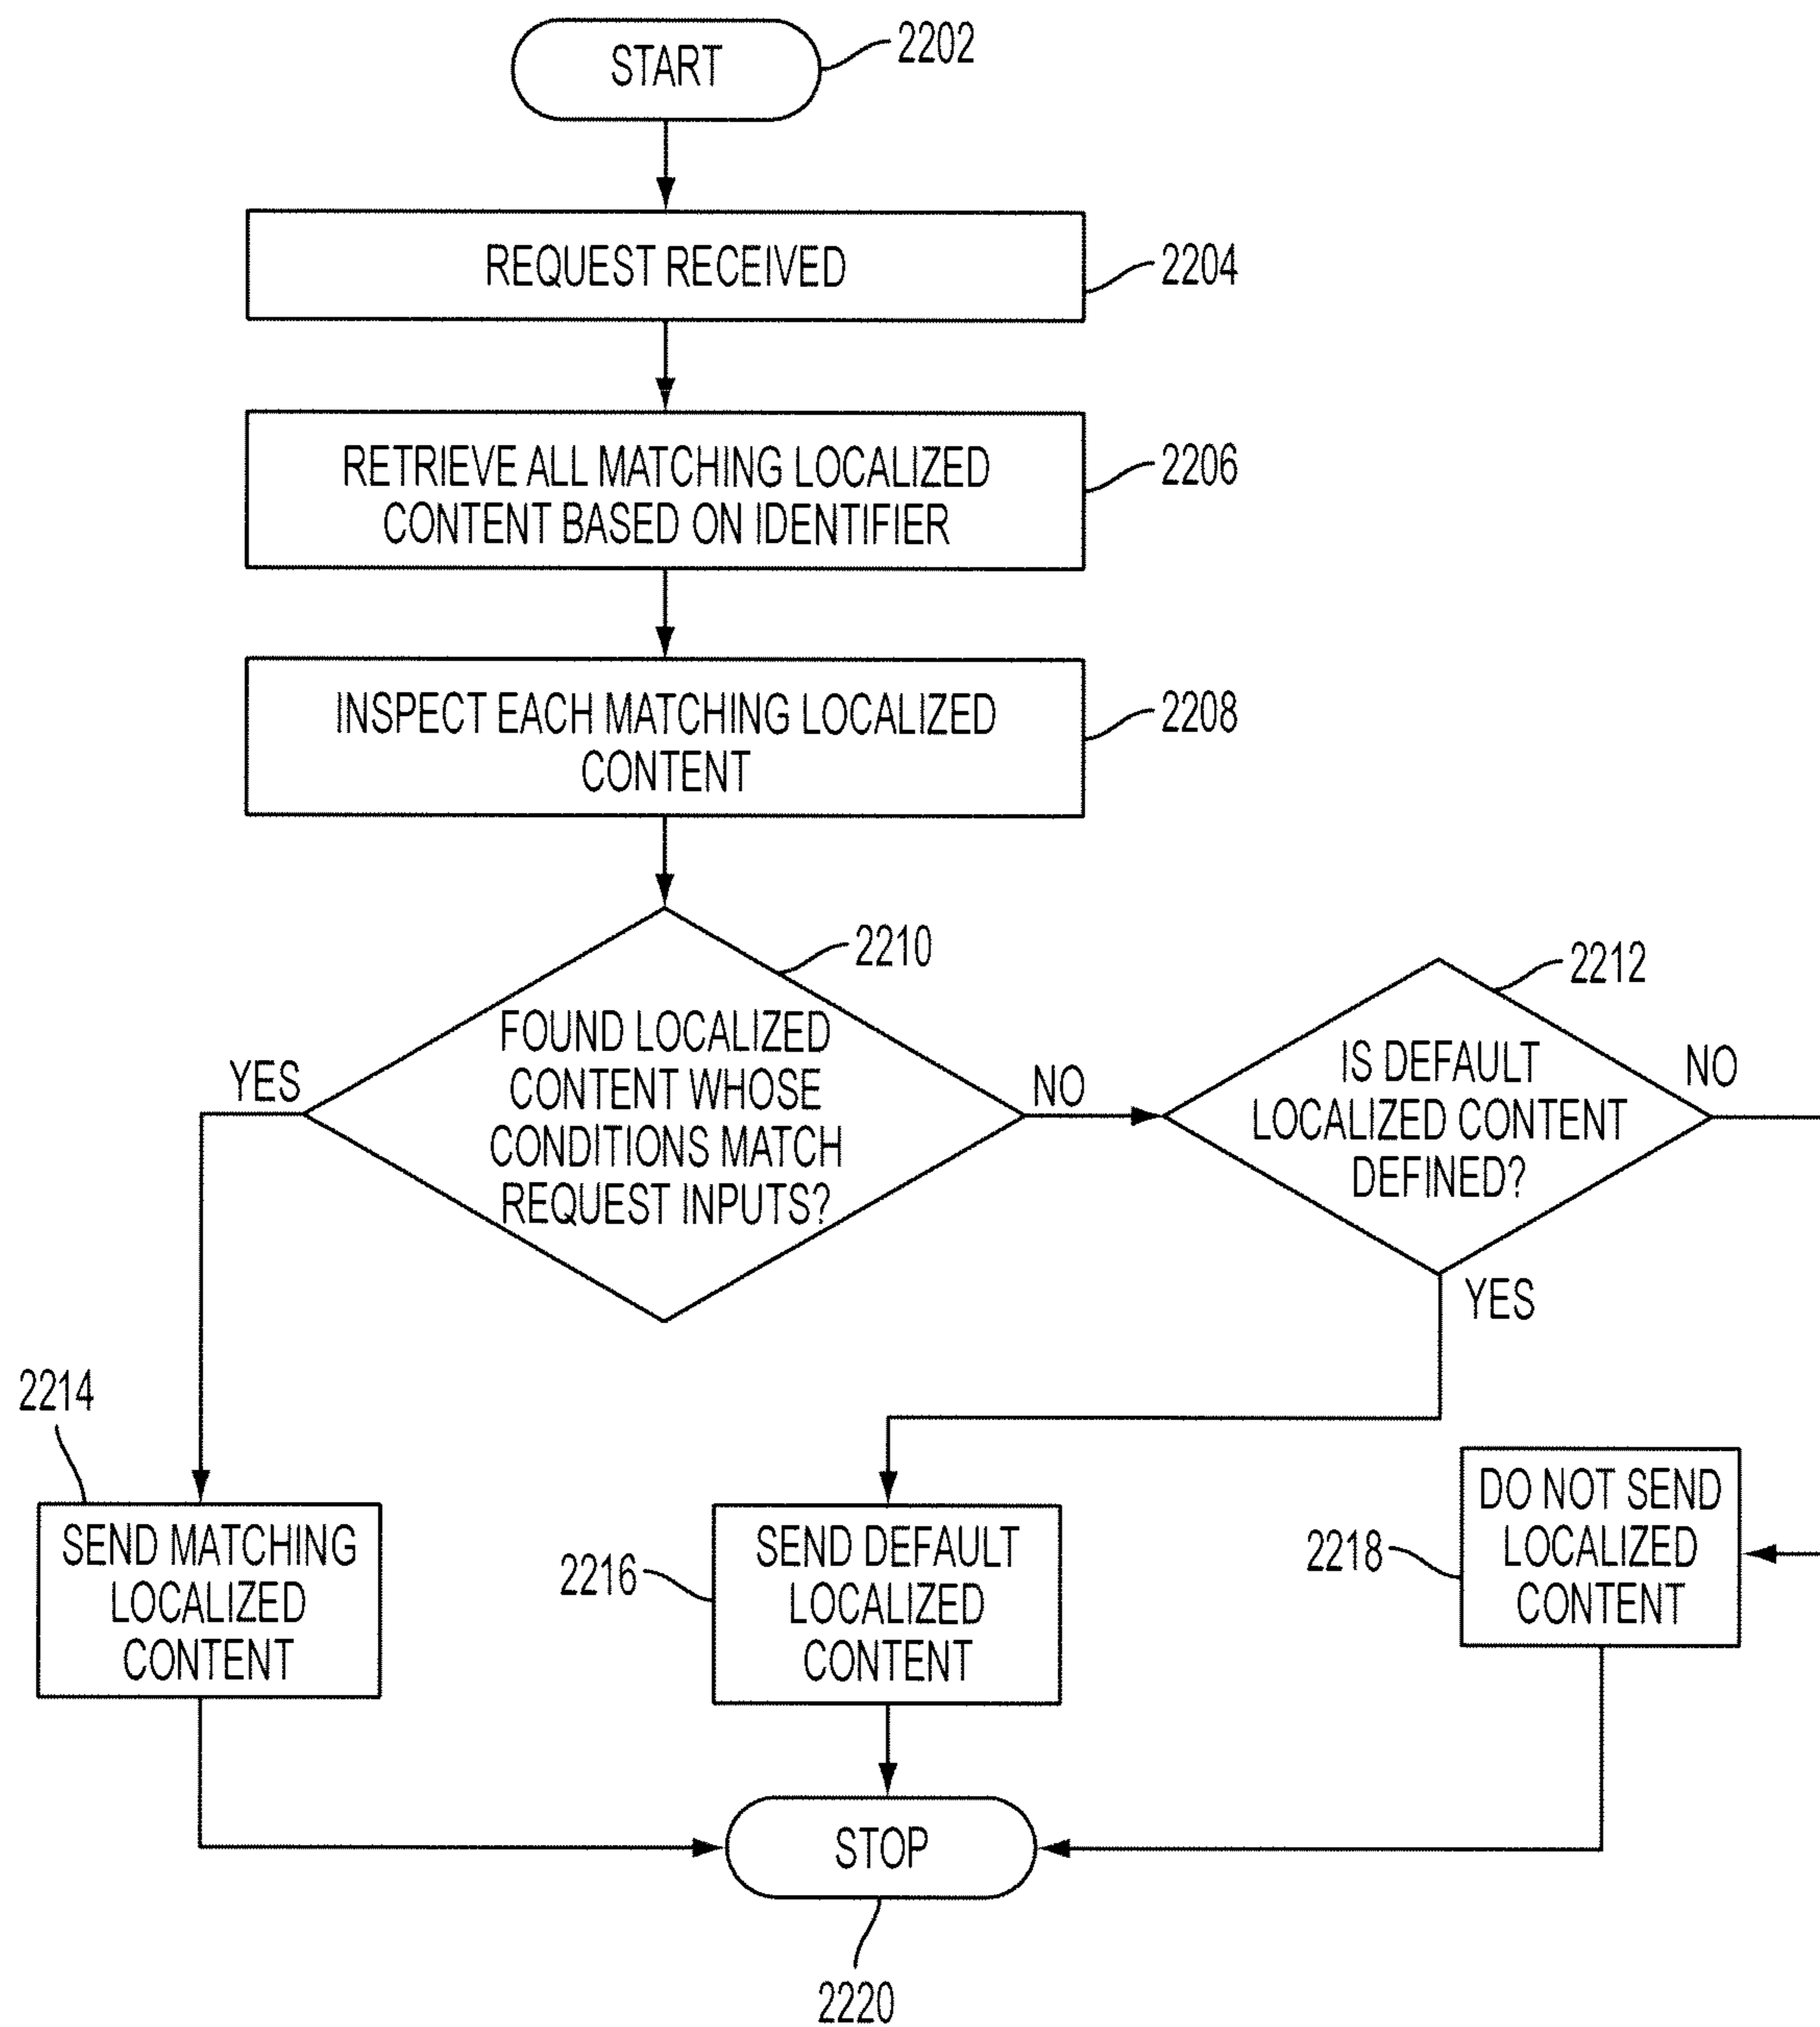 START
2202
REQUEST RECEIVED
2204
RETRIEVE ALL MATCHING LOCALIZED
CONTENT BASED ON IDENTIFIER
2206
INSPECT EACH MATCHING LOCALIZED
CONTENT
2208
2210
FOUND LOCALIZED
CONTENT WHOSE
CONDITIONS MATCH
REQUEST INPUTS?
YES
NO
2212
IS DEFAULT
LOCALIZED CONTENT
DEFINED?
NO
YES
2214
SEND MATCHING
LOCALIZED
CONTENT
2216
SEND DEFAULT
LOCALIZED
CONTENT
2218
DO NOT SEND
LOCALIZED
CONTENT
STOP
2220